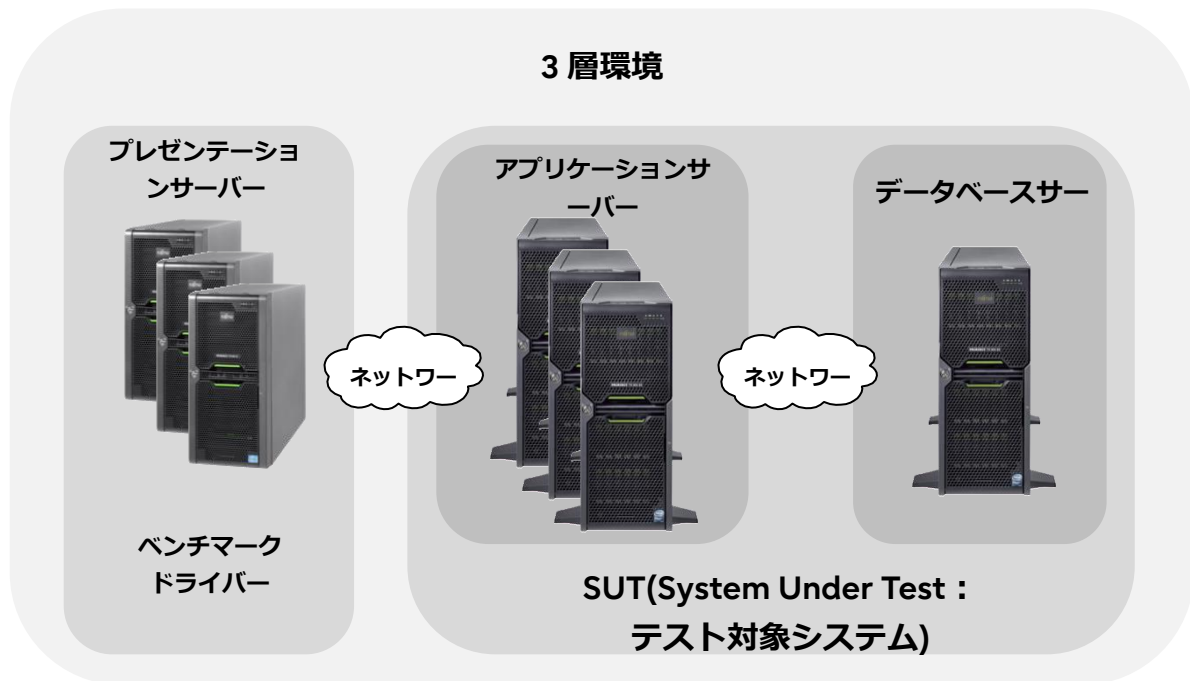 3 層環境
プレゼンテーショ
ンサーバー
アプリケーションサ
ーバー
データベースサー
ネットワー
ネットワー
ベンチマーク
ドライバー
SUT(System Under Test：
テスト対象システム)